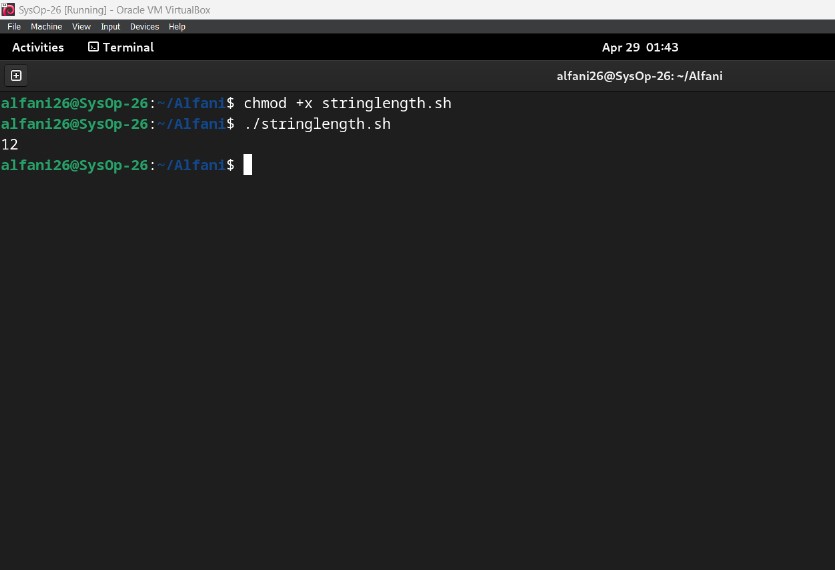 SysOp-26 [Running] - Oracle VM VirtualBox
File Machine View Input Devices Help
Activities Terminal Apr 29 01:43
alfani26@SysOp-26: ~/Alfani
alfani26@SysOp-26:~/Alfani$ chmod +x stringlength.sh
alfani26@SysOp-26:~/Alfani$ ./stringlength.sh
12
alfani26@SysOp-26:~/Alfani$